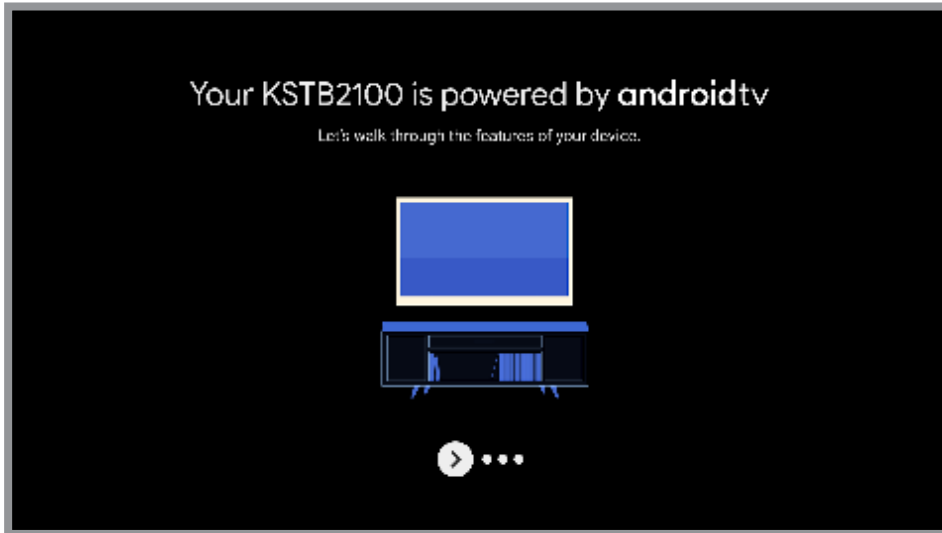 Your KSTB2100 is powered by androidtv
Let's walk through the features of your device.